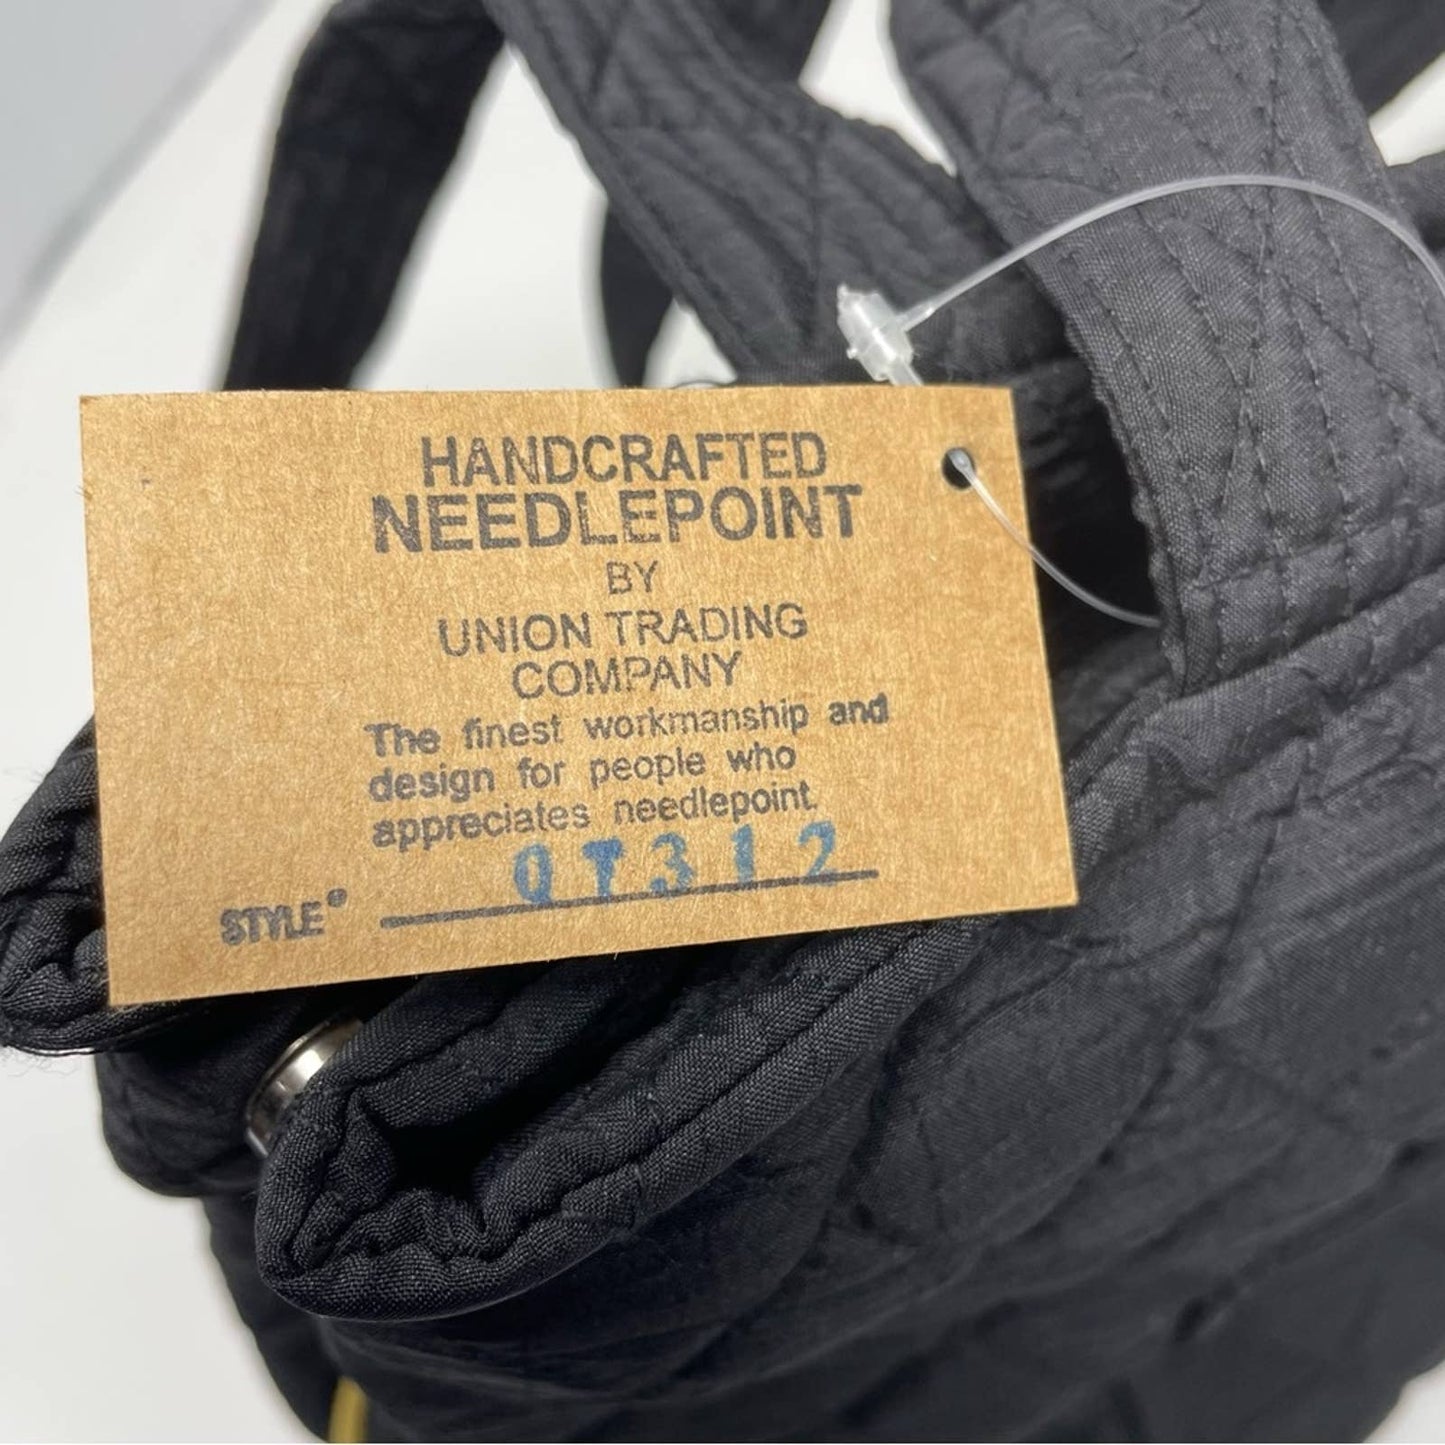 HANDCRAFTED
NEEDLEPOINT
BY
UNION TRADING
COMPANY
The finest workmanship and
design for people who
appreciates needlepoint.
STYLE# QT312